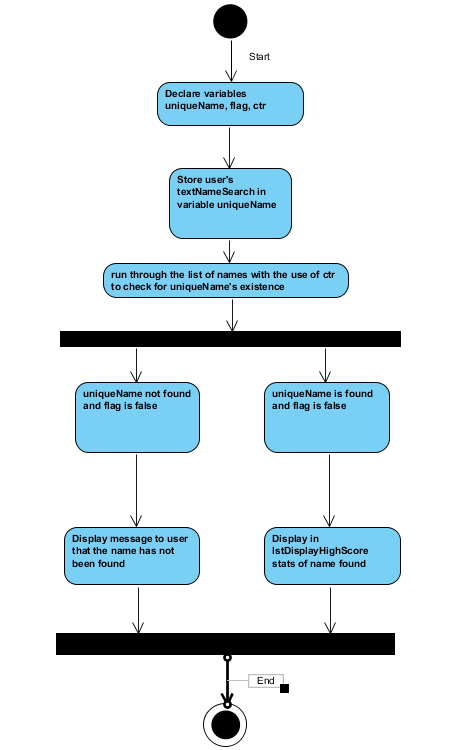 Start
Declare variables
uniqueName, flag, ctr
Store user's
textNameSearch in
variable uniqueName
run through the list of names with the use of ctr
to check for uniqueName's existence
uniqueName not found
and flag is false
uniqueName is found
and flag is false
Display message to user
that the name has not
been found
Display in
lstDisplayHighScore
stats of name found
End